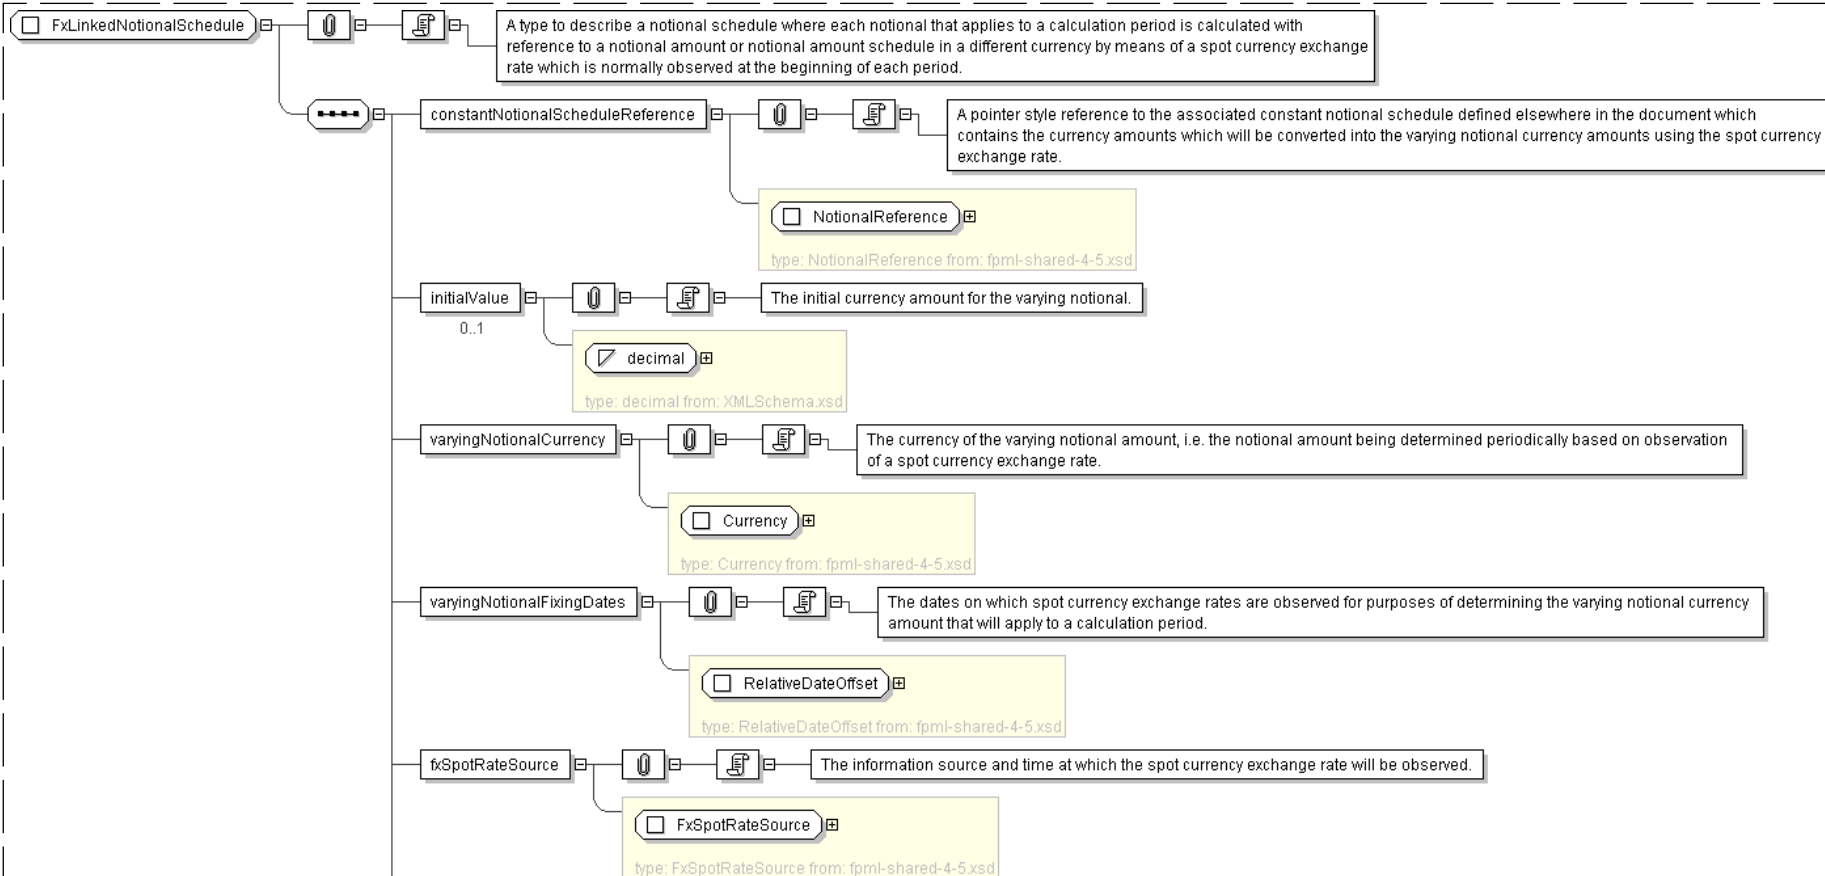 FxLinkedNotionalSchedule
A type to describe a notional schedule where each notional that applies to a calculation period is calculated with
reference to a notional amount or notional amount schedule in a different currency by means of a spot currency exchange
rate which is normally observed at the beginning of each period.
constantNotionalScheduleReference
A pointer style reference to the associated constant notional schedule defined elsewhere in the document which
contains the currency amounts which will be converted into the varying notional currency amounts using the spot currency
exchange rate.
NotionalReference
type: NotionalReference from: fpml-shared-4-5.xsd
initialValue
The initial currency amount for the varying notional.
0..1
decimal
type: decimal from: XMLSchema.xsd
varyingNotionalCurrency
The currency of the varying notional amount, i.e. the notional amount being determined periodically based on observation
of a spot currency exchange rate.
Currency
type: Currency from: fpml-shared-4-5.xsd
varyingNotionalFixingDates
The dates on which spot currency exchange rates are observed for purposes of determining the varying notional currency
amount that will apply to a calculation period.
RelativeDateOffset
type: RelativeDateOffset from: fpml-shared-4-5.xsd
fxSpotRateSource
The information source and time at which the spot currency exchange rate will be observed.
FxSpotRateSource
type: FxSpotRateSource from: fpml-shared-4-5.xsd